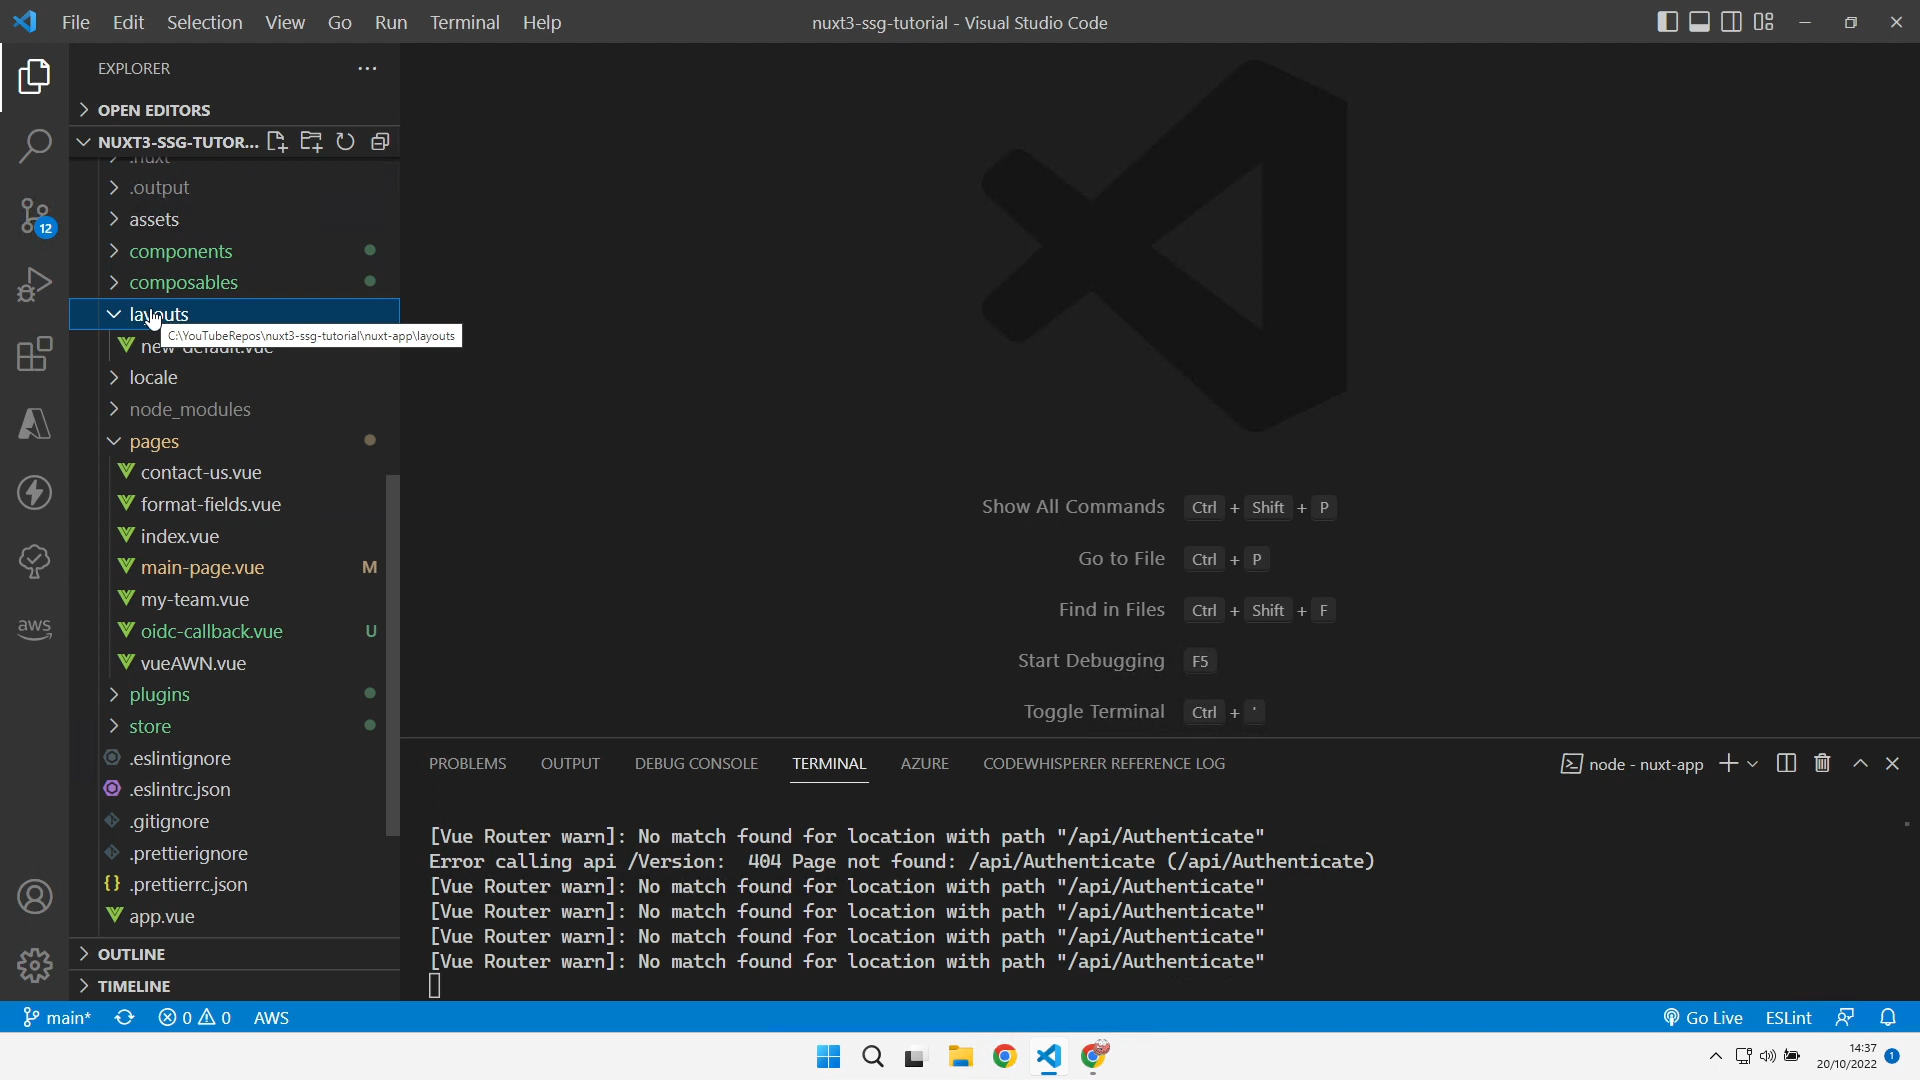 File Edit Selection View Go Run Terminal Help
nuxt3-ssg-tutorial - Visual Studio Code
EXPLORER
OPEN EDITORS
NUXT3-SSG-TUTOR...
.nuxt
.output
assets
components
composables
layouts
C:\YouTubeRepos\nuxt3-ssg-tutorial\nuxt-app\layouts
new-default.vue
locale
node_modules
pages
contact-us.vue
format-fields.vue
index.vue
main-page.vue M
my-team.vue
oidc-callback.vue U
vueAWN.vue
plugins
store
.eslintignore
.eslintrc.json
.gitignore
.prettierignore
.prettierrc.json
app.vue
OUTLINE
TIMELINE
12
aws
Show All Commands Ctrl + Shift + P
Go to File Ctrl + P
Find in Files Ctrl + Shift + F
Start Debugging F5
Toggle Terminal Ctrl + '
PROBLEMS OUTPUT DEBUG CONSOLE TERMINAL AZURE CODEWHISPERER REFERENCE LOG
node - nuxt-app
[Vue Router warn]: No match found for location with path "/api/Authenticate"
Error calling api /Version:  404 Page not found: /api/Authenticate (/api/Authenticate)
[Vue Router warn]: No match found for location with path "/api/Authenticate"
[Vue Router warn]: No match found for location with path "/api/Authenticate"
[Vue Router warn]: No match found for location with path "/api/Authenticate"
[Vue Router warn]: No match found for location with path "/api/Authenticate"
main* 0 0 AWS
Go Live ESLint
14:37
20/10/2022
1